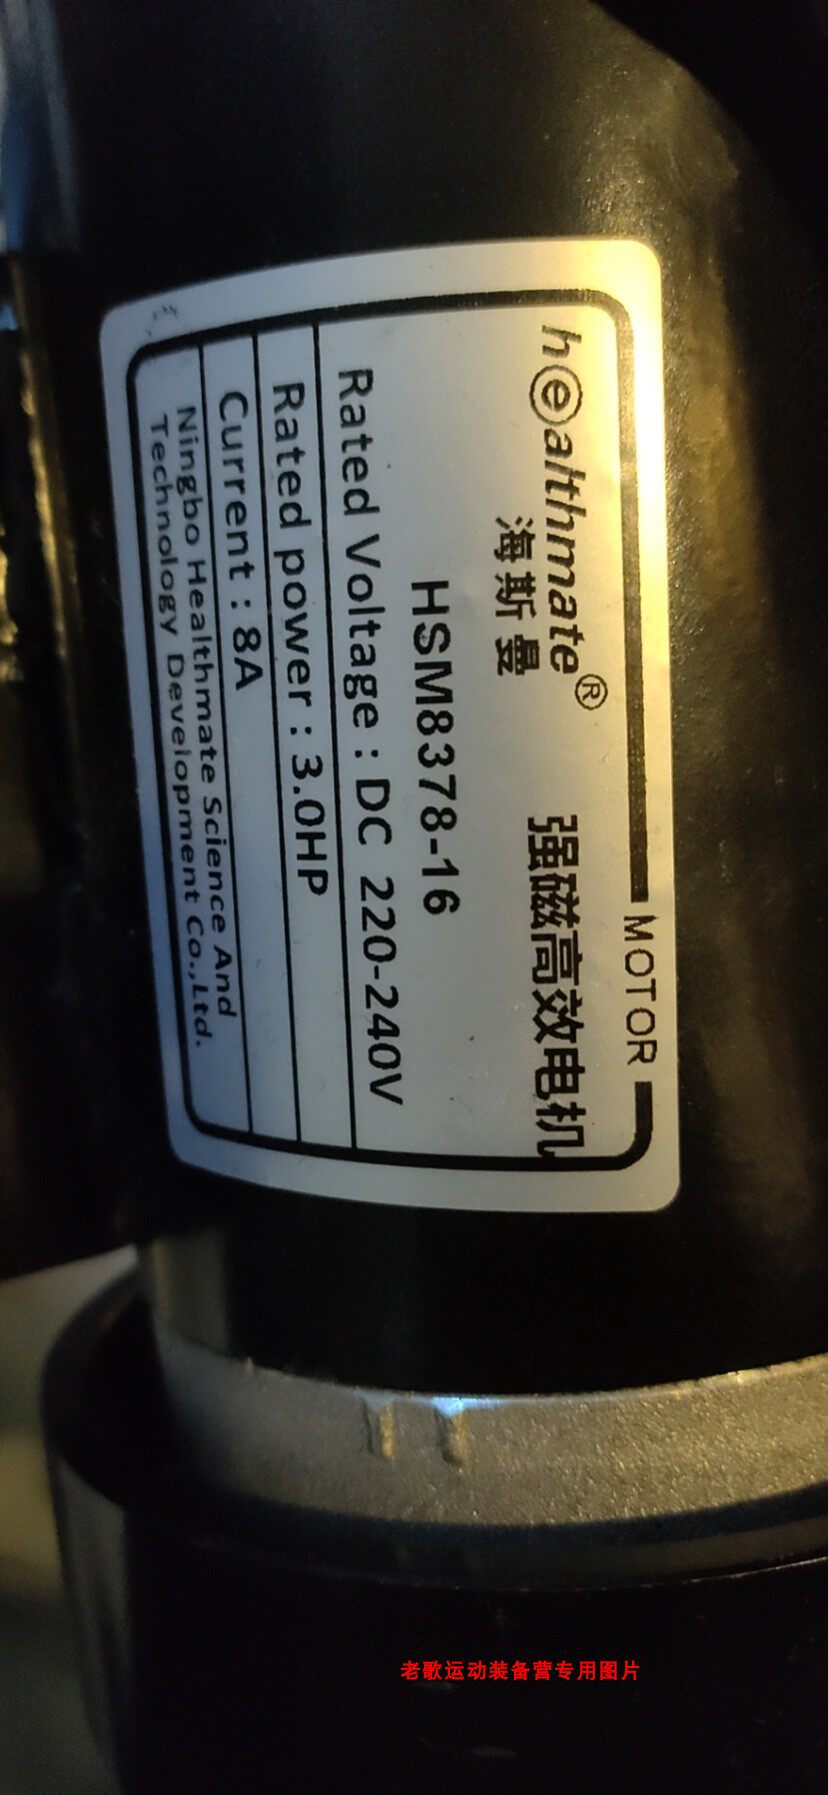 MOTOR
healthmate® 强磁高效电机
海斯曼
HSM8378-16
Rated Voltage：DC 220-240V
Rated power：3.0HP
Current：8A
Ningbo Healthmate Science And
Technology Development Co.,Ltd.
老歌运动装备营专用图片